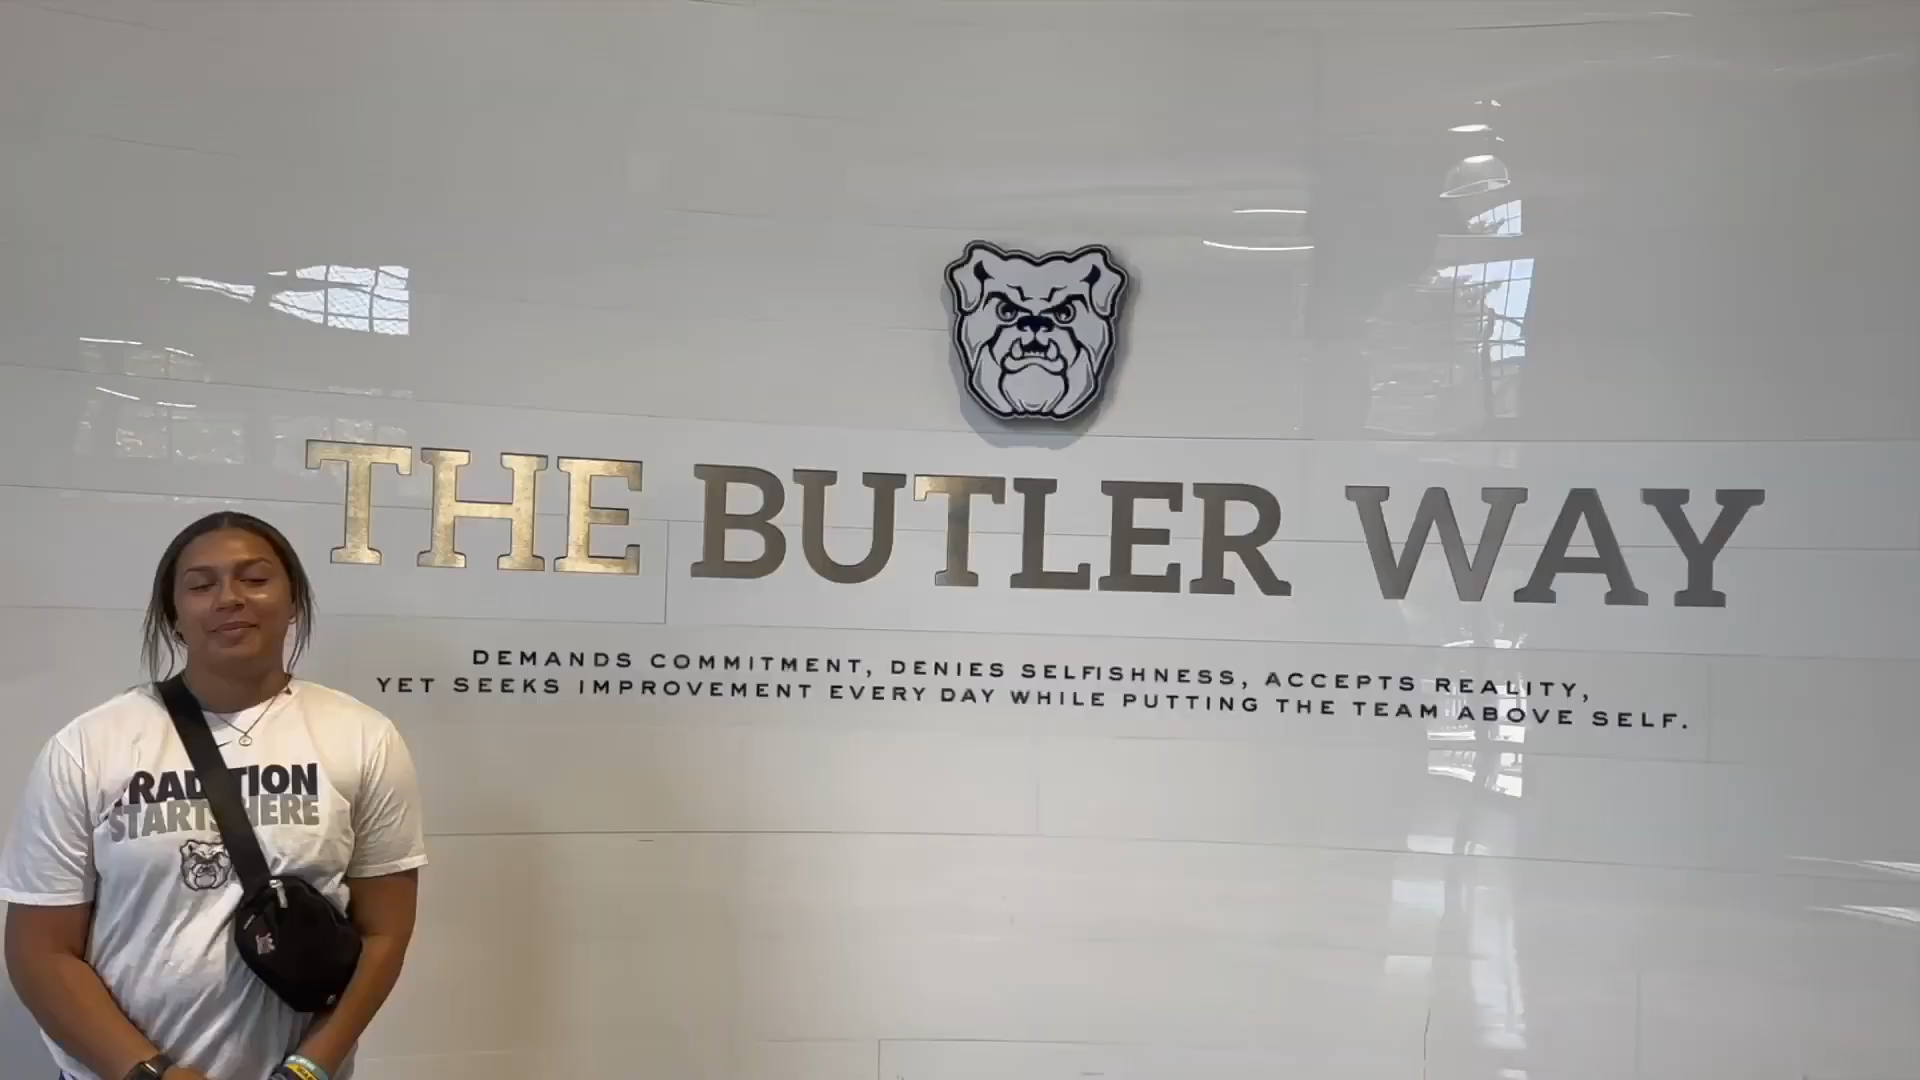 THE BUTLER WAY
DEMANDS COMMITMENT, DENIES SELFISHNESS, ACCEPTS REALITY,
YET SEEKS IMPROVEMENT EVERY DAY WHILE PUTTING THE TEAM ABOVE SELF.
TRADITION
STARTS HERE